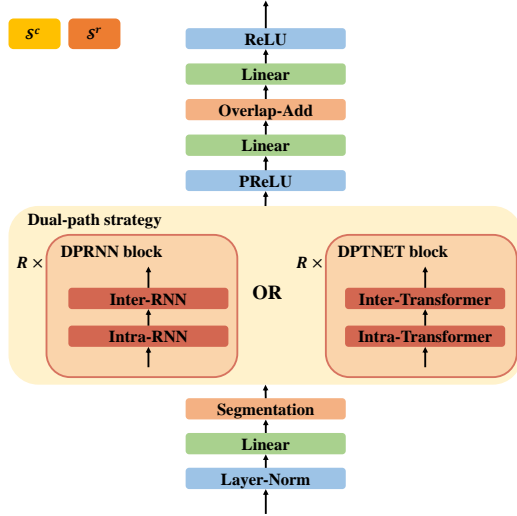 𝒮ᶜ 𝒮ʳ
ReLU
Linear
Overlap-Add
Linear
PReLU
Dual-path strategy
R ×
DPRNN block
Inter-RNN
Intra-RNN
OR
R ×
DPTNET block
Inter-Transformer
Intra-Transformer
Segmentation
Linear
Layer-Norm